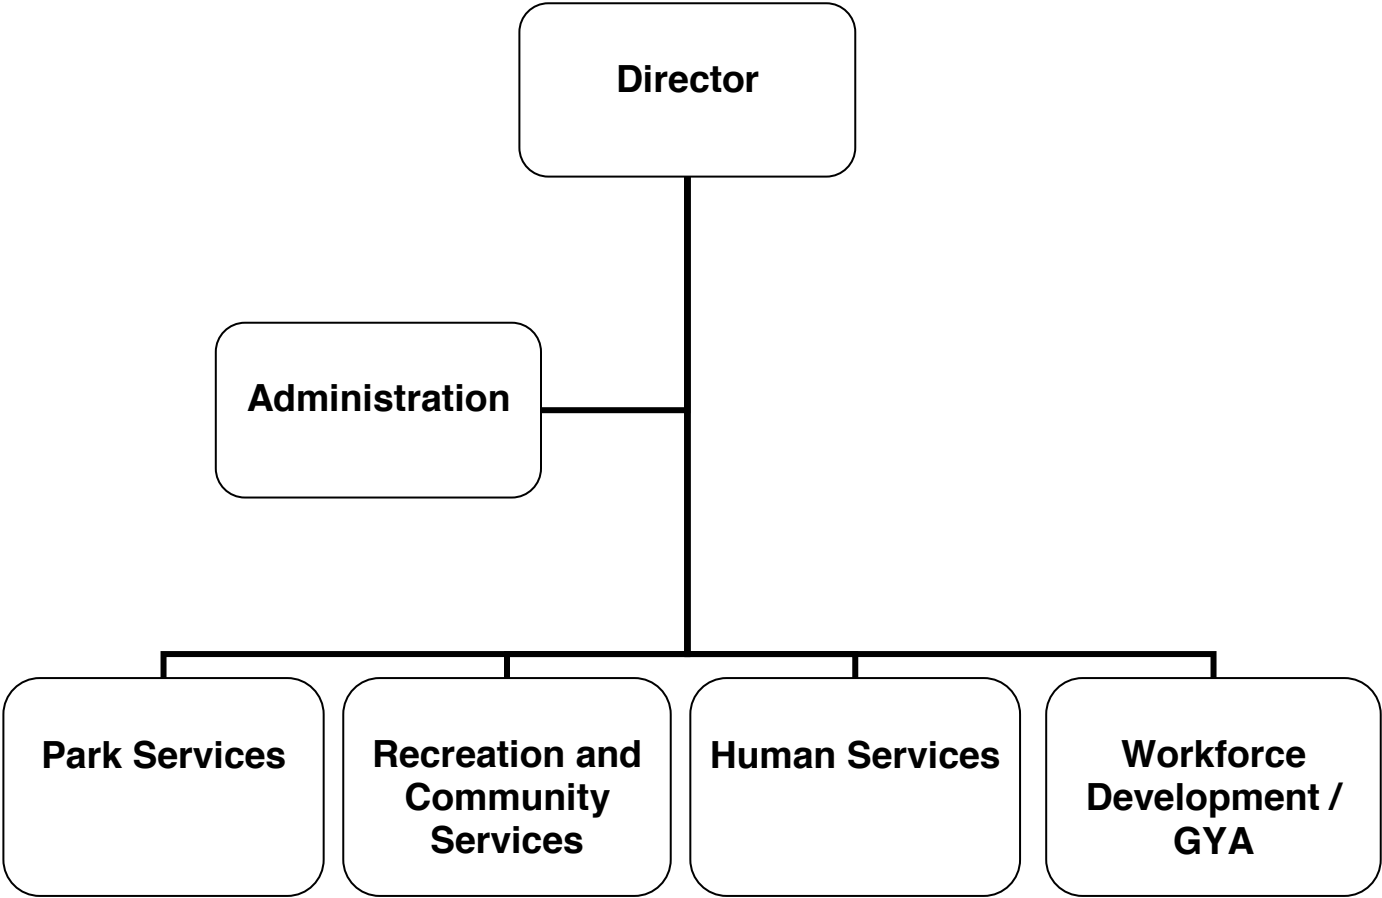 Director
Administration
Park Services
Recreation and
Community
Services
Human Services
Workforce
Development /
GYA